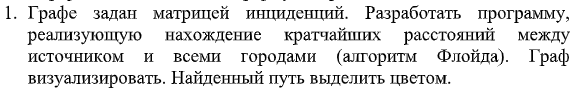 1. Графе задан матрицей инциденций. Разработать программу,
реализующую нахождение кратчайших расстояний между
источником и всеми городами (алгоритм Флойда). Граф
визуализировать. Найденный путь выделить цветом.